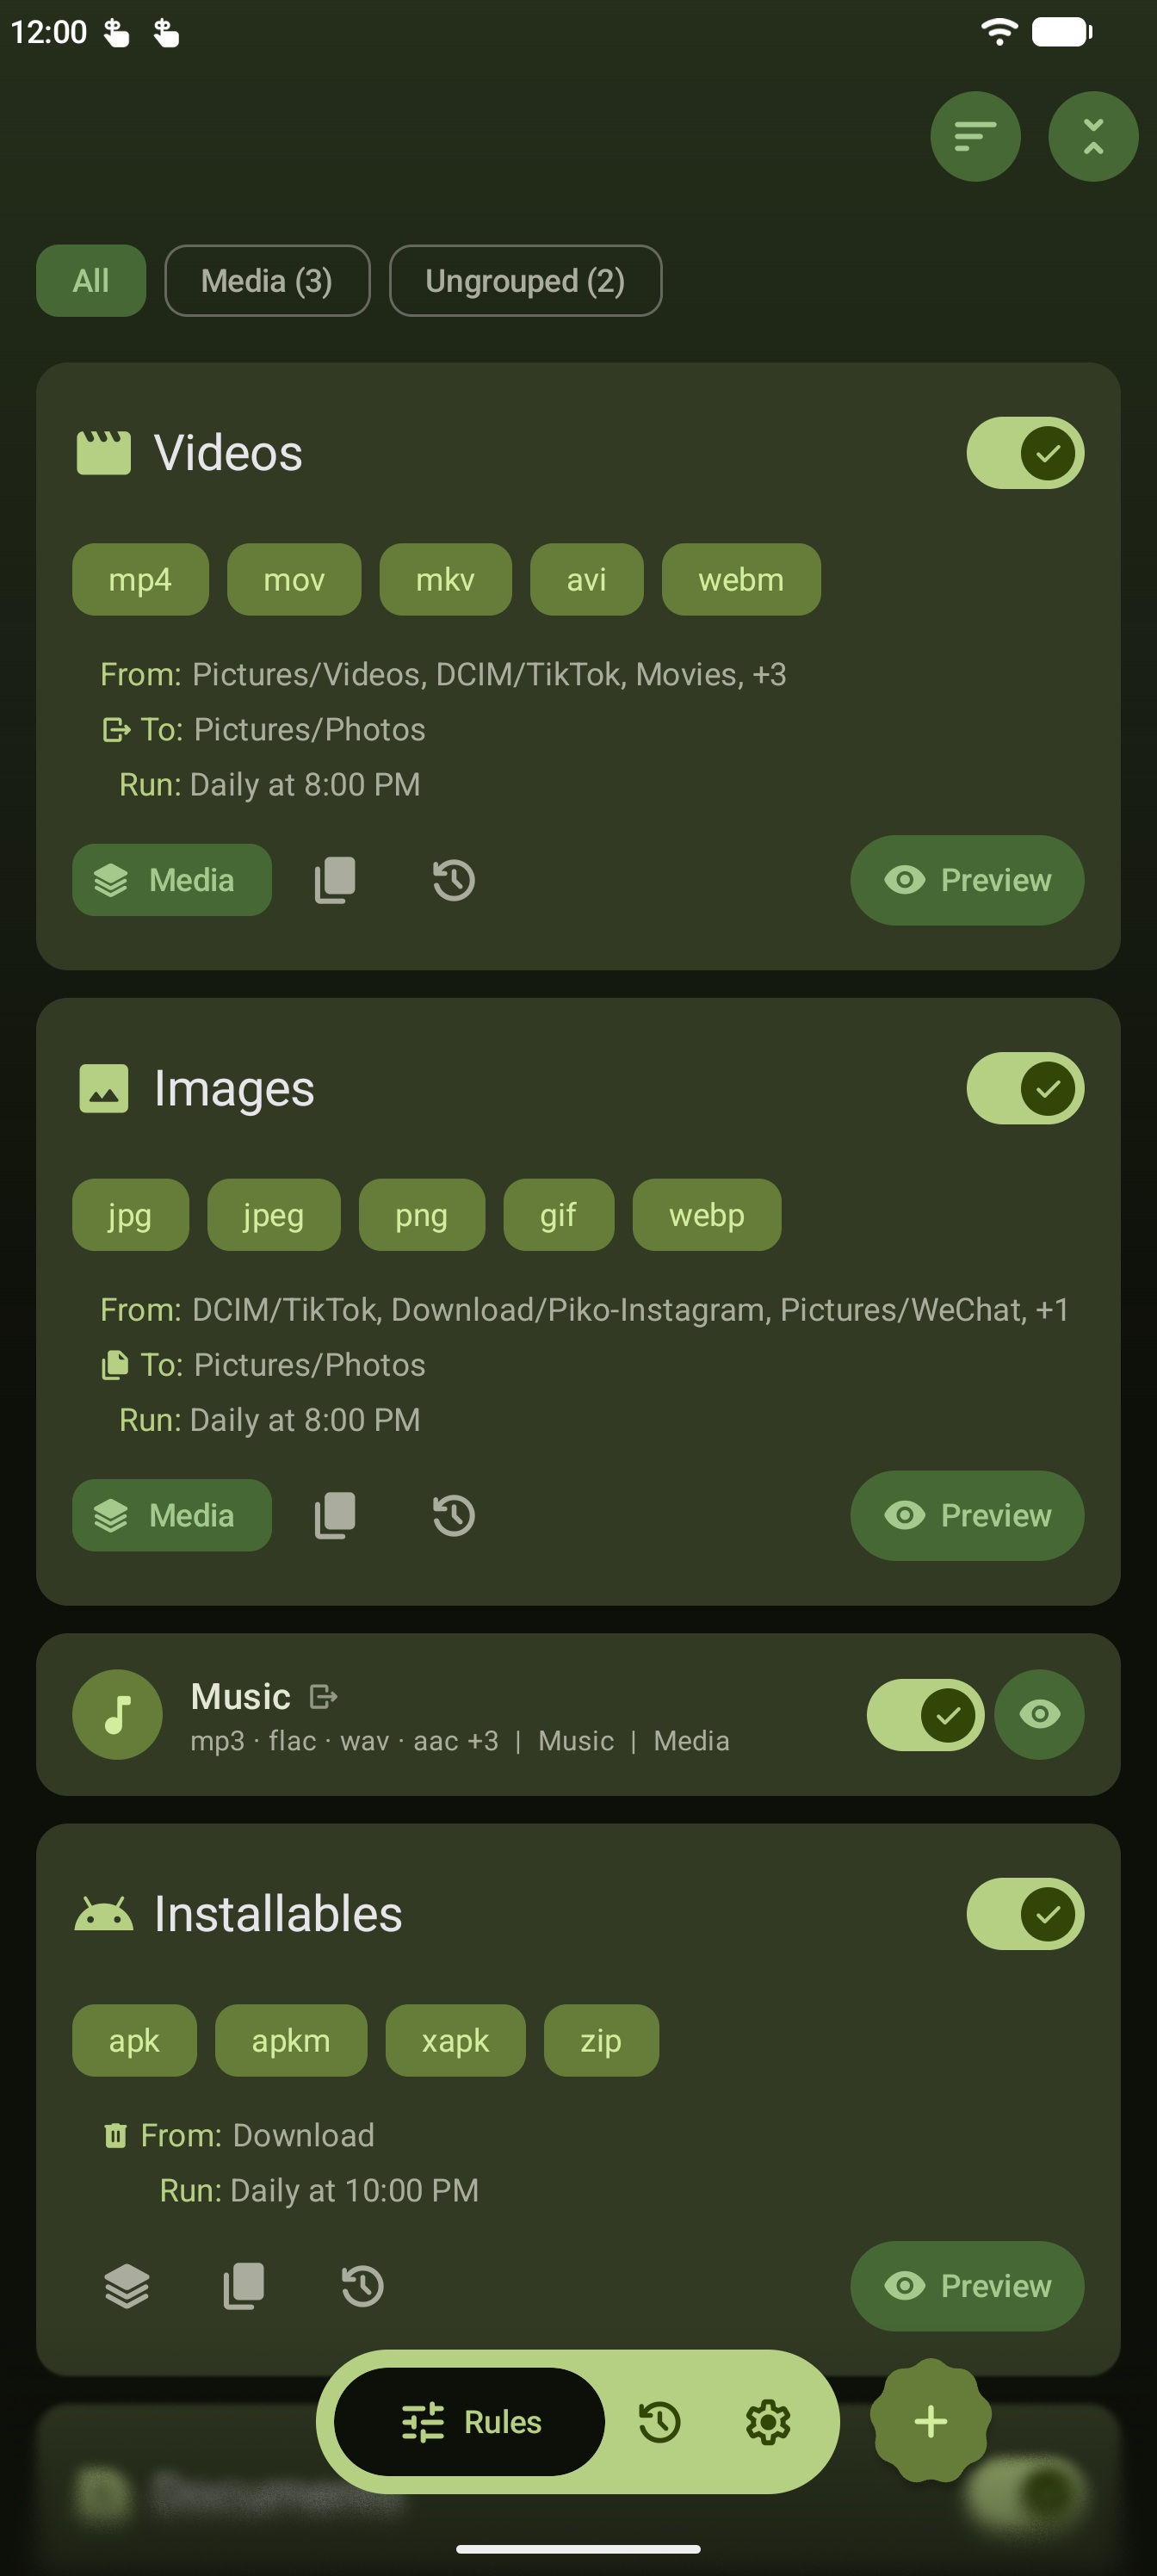 12:00
All
Media (3)
Ungrouped (2)
Videos
mp4
mov
mkv
avi
webm
From: Pictures/Videos, DCIM/TikTok, Movies, +3
To: Pictures/Photos
Run: Daily at 8:00 PM
Media
Preview
Images
jpg
jpeg
png
gif
webp
From: DCIM/TikTok, Download/Piko-Instagram, Pictures/WeChat, +1
To: Pictures/Photos
Run: Daily at 8:00 PM
Media
Preview
Music
mp3 · flac · wav · aac +3 | Music | Media
Installables
apk
apkm
xapk
zip
From: Download
Run: Daily at 10:00 PM
Preview
Rules